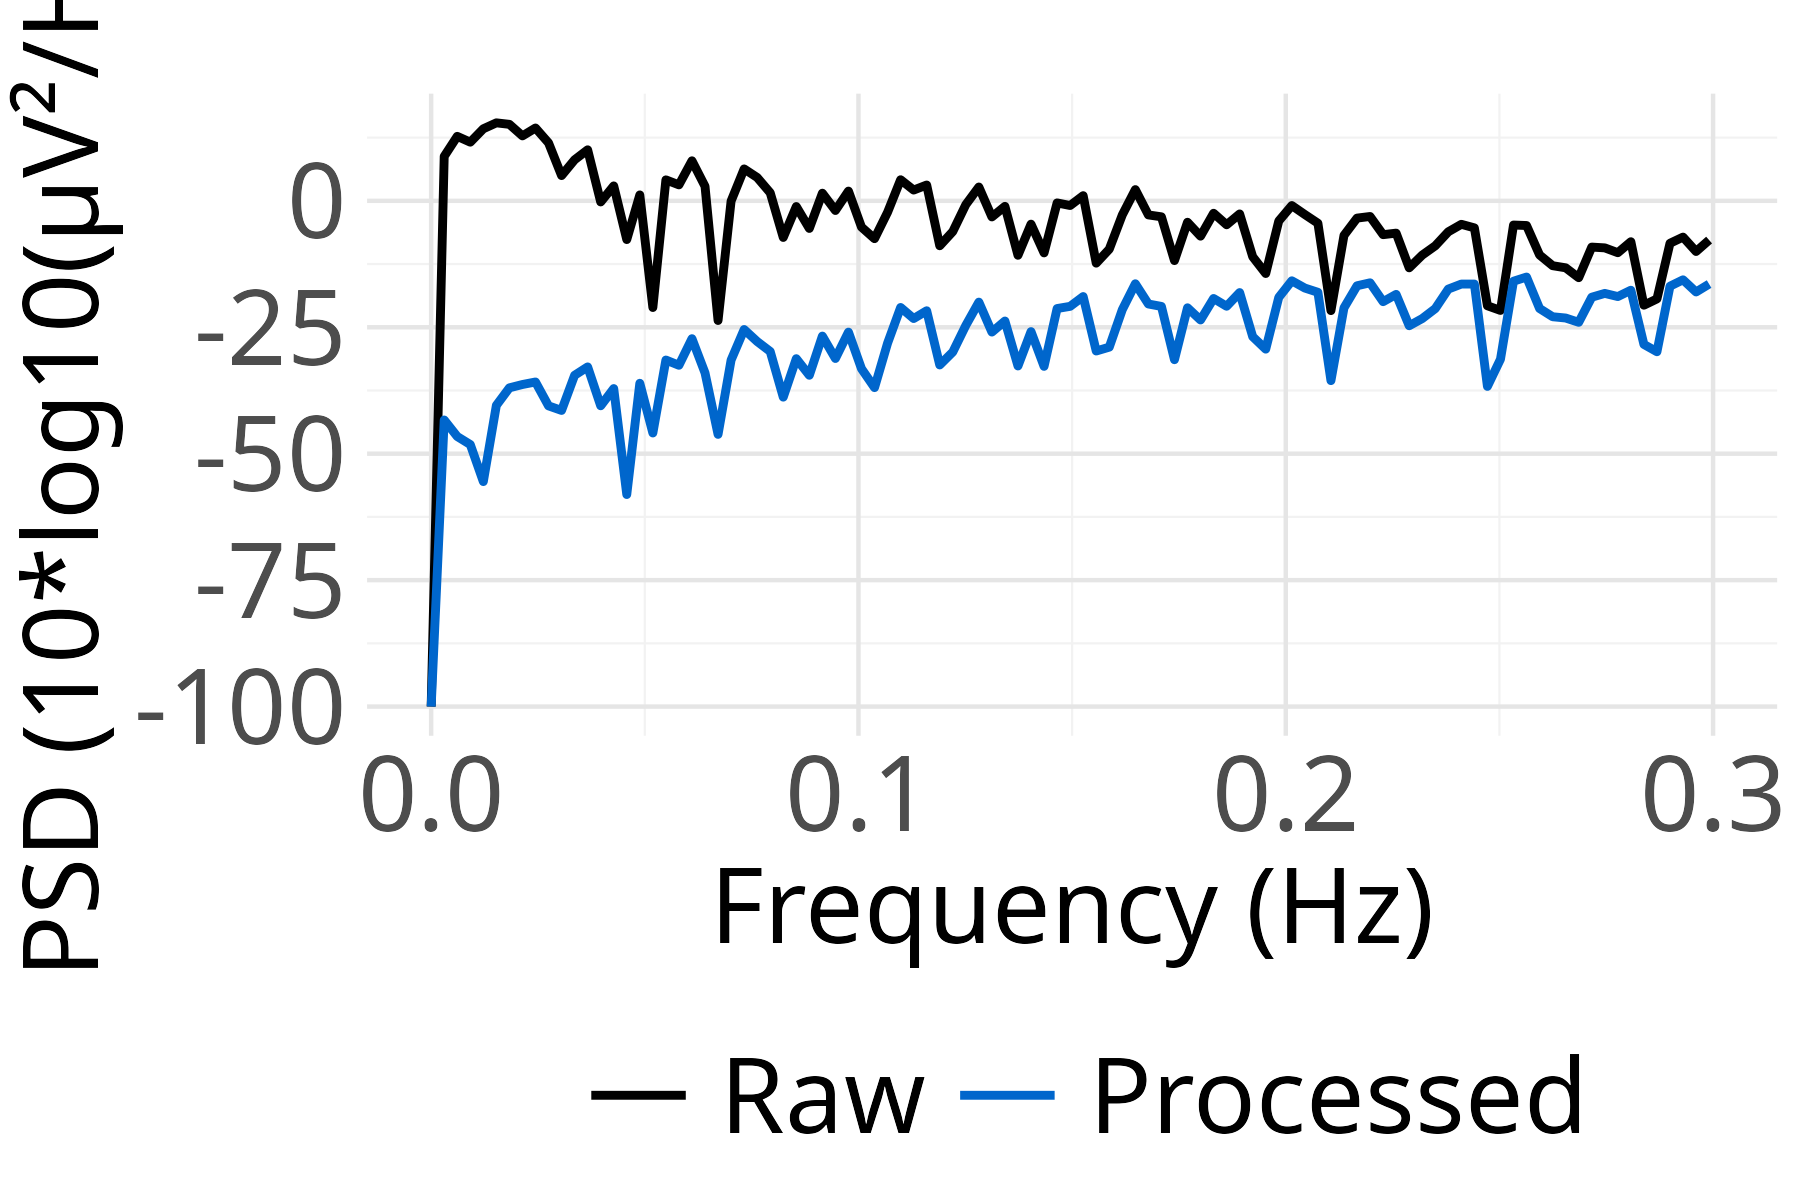 PSD (10*log10(µV²/H
0
-25
-50
-75
-100
0.0 0.1 0.2 0.3
Frequency (Hz)
Raw Processed